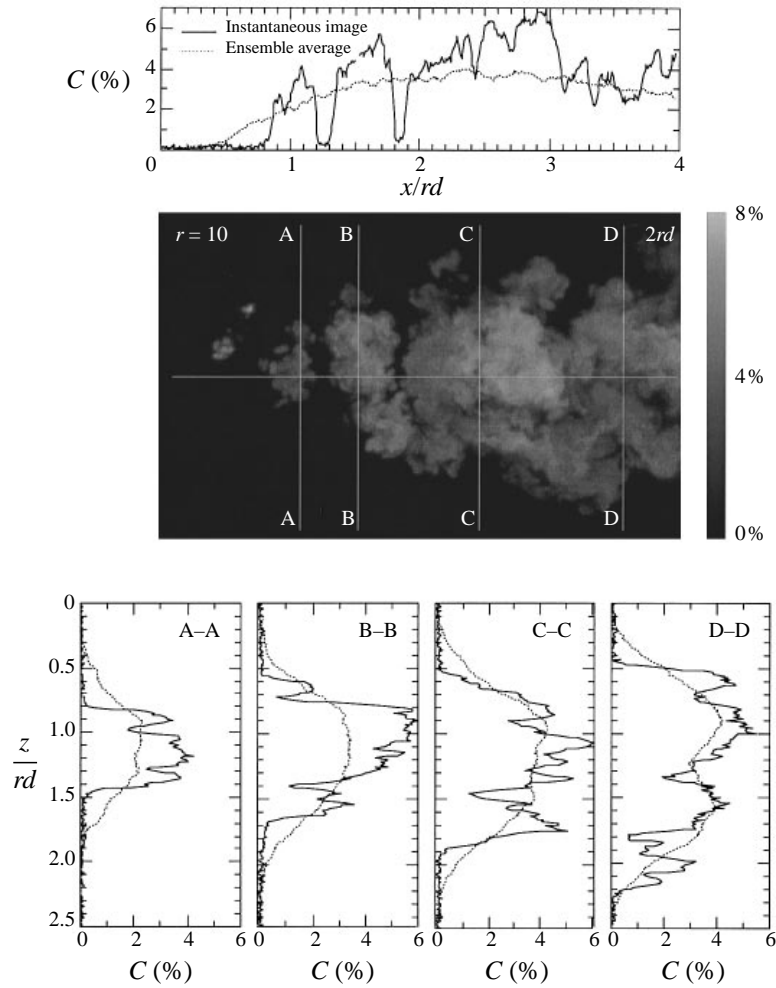 6
4
2
C (%)
Instantaneous image
Ensemble average
0 1 2 3 4
x/rd
r = 10 A B C D 2rd
A B C D
8%
4%
0%
A–A B–B C–C D–D
0
0.5
1.0
1.5
2.0
2.5
z
rd
0 2 4 6 0 2 4 6 0 2 4 6 0 2 4 6
C (%) C (%) C (%) C (%)